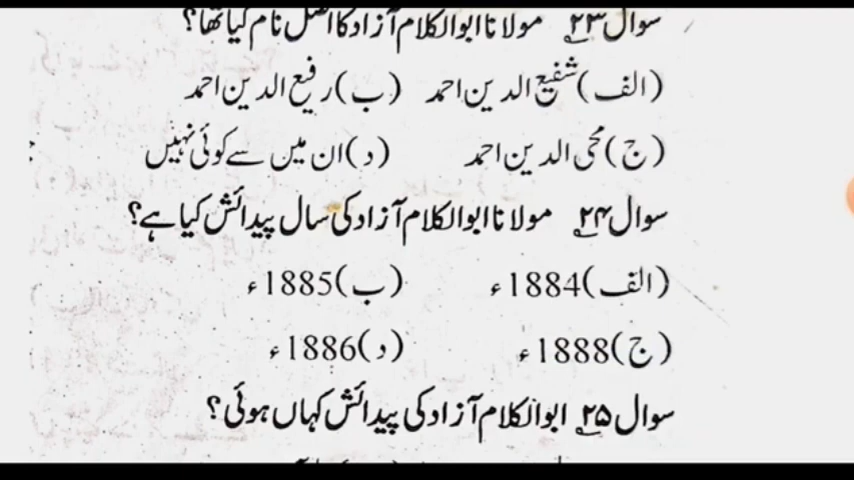 سوال ۲۳ مولانا ابوالکلام آزاد کا اصل نام کیا تھا؟
(الف) شفیع الدین احمد (ب) رفیع الدین احمد
(ج) محی الدین احمد (د) ان میں سے کوئی نہیں
سوال ۲۴ مولانا ابوالکلام آزاد کی سال پیدائش کیا ہے؟
(الف) 1884ء (ب) 1885ء
(ج) 1888ء (د) 1886ء
سوال ۲۵ ابوالکلام آزاد کی پیدائش کہاں ہوئی؟